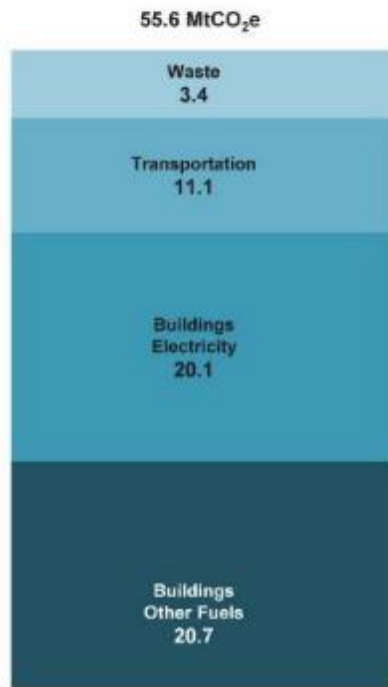 55.6 MtCO₂e
Waste
3.4
Transportation
11.1
Buildings
Electricity
20.1
Buildings
Other Fuels
20.7